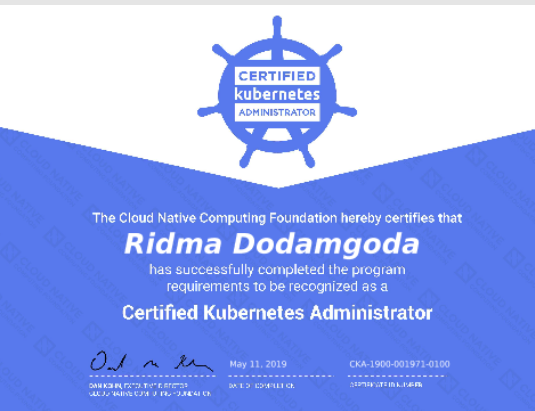 CERTIFIED
kubernetes
ADMINISTRATOR
The Cloud Native Computing Foundation hereby certifies that
Ridma Dodamgoda
has successfully completed the program
requirements to be recognized as a
Certified Kubernetes Administrator
May 11, 2019 CKA-1900-001971-0100
DAN KOHN, EXECUTIVE DIRECTOR DATE OF COMPLETION CERTIFICATE ID NUMBER
CLOUD NATIVE COMPUTING FOUNDATION